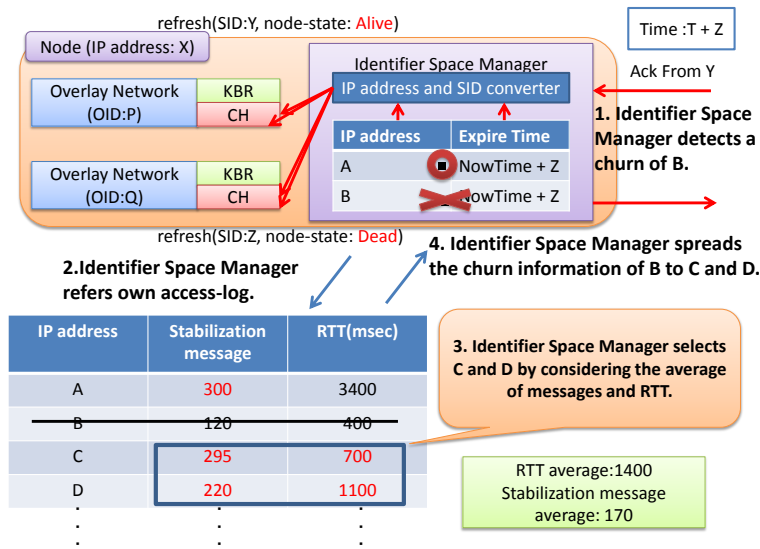 refresh(SID:Y, node-state: Alive)
Time :T + Z
Node (IP address: X)
Identifier Space Manager
Ack From Y
Overlay Network
(OID:P)
KBR
CH
IP address and SID converter
1. Identifier Space
Manager detects a
churn of B.
IP address
Expire Time
A
NowTime + Z
B
NowTime + Z
Overlay Network
(OID:Q)
KBR
CH
refresh(SID:Z, node-state: Dead)
4. Identifier Space Manager spreads
the churn information of B to C and D.
2.Identifier Space Manager
refers own access-log.
IP address
Stabilization
message
RTT(msec)
A
300
3400
B
120
400
C
295
700
D
220
1100
.
.
.
.
.
.
.
.
.
3. Identifier Space Manager selects
C and D by considering the average
of messages and RTT.
RTT average:1400
Stabilization message
average: 170